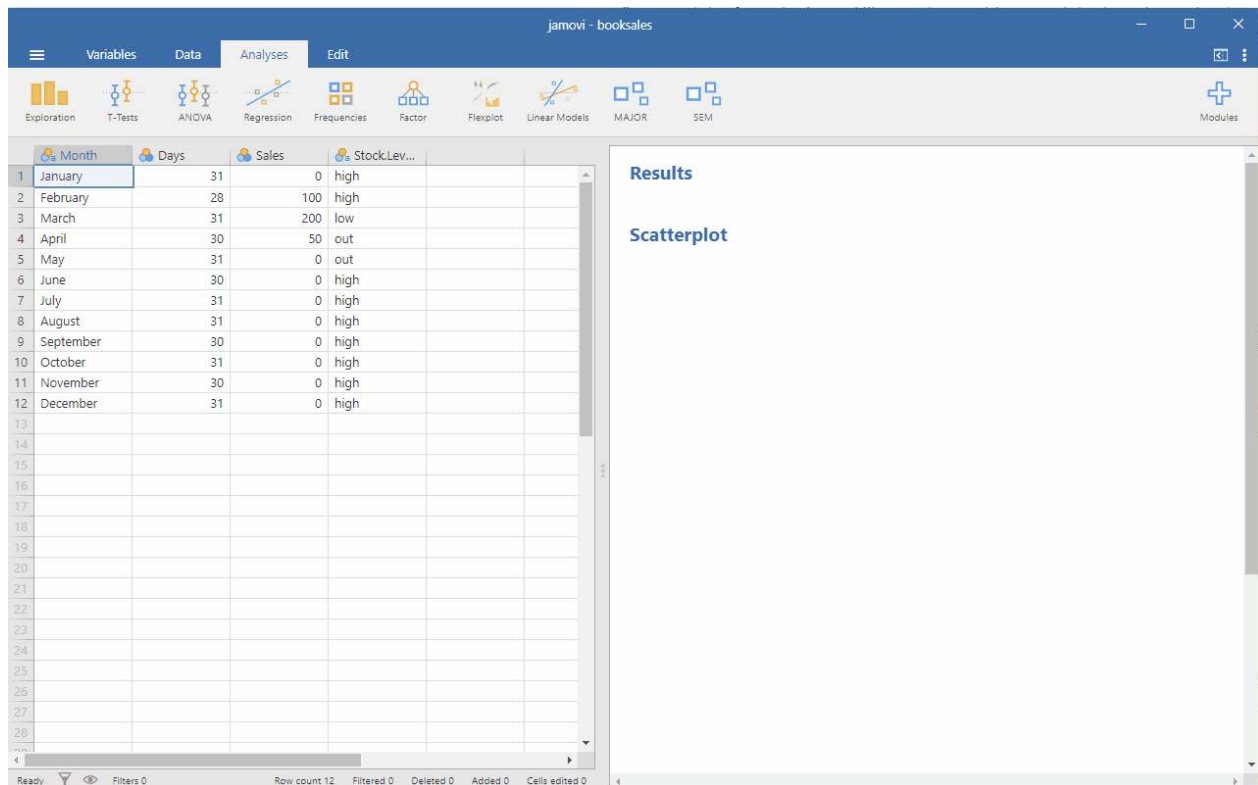 jamovi - booksales
Variables Data Analyses Edit
Exploration T-Tests ANOVA Regression Frequencies Factor Flexplot Linear Models MAJOR SEM Modules
Month Days Sales Stock.Lev...
1 January 31 0 high
2 February 28 100 high
3 March 31 200 low
4 April 30 50 out
5 May 31 0 out
6 June 30 0 high
7 July 31 0 high
8 August 31 0 high
9 September 30 0 high
10 October 31 0 high
11 November 30 0 high
12 December 31 0 high
13
14
15
16
17
18
19
20
21
22
23
24
25
26
27
28
Results
Scatterplot
Ready Filters 0 Row count 12 Filtered 0 Deleted 0 Added 0 Cells edited 0